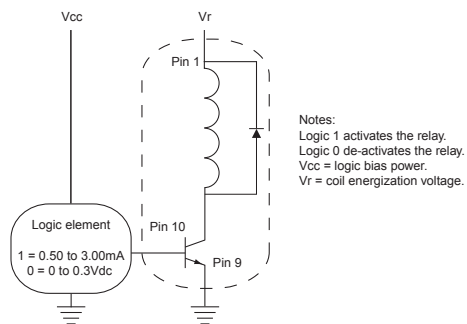 Vcc
Vr
Pin 1
Notes:
Logic 1 activates the relay.
Logic 0 de-activates the relay.
Vcc = logic bias power.
Vr = coil energization voltage.
Logic element
1 = 0.50 to 3.00mA
0 = 0 to 0.3Vdc
Pin 10
Pin 9